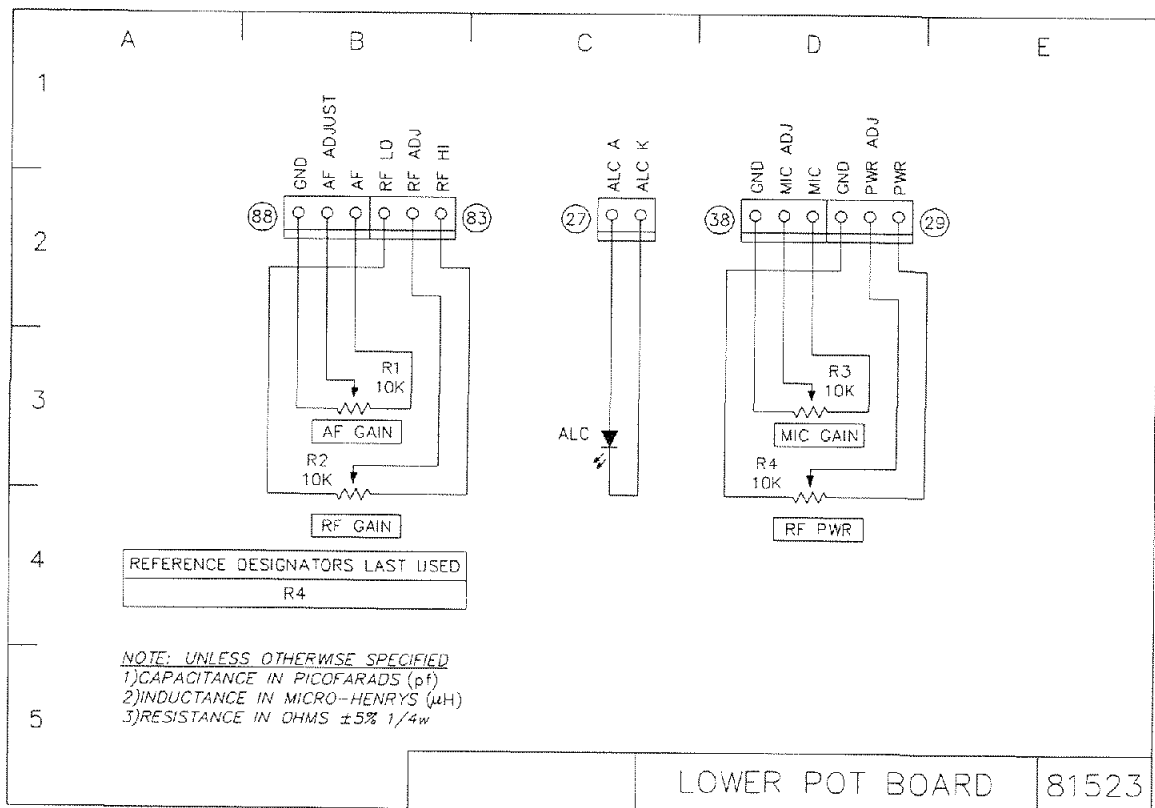 A B C D E
1
2
3
4
5
GND
AF ADJUST
AF
RF LO
RF ADJ
RF HI
88
83
ALC A
ALC K
27
GND
MIC ADJ
MIC
GND
PWR ADJ
PWR
38
29
R1
10K
AF GAIN
R2
10K
RF GAIN
ALC
R3
10K
MIC GAIN
R4
10K
RF PWR
REFERENCE DESIGNATORS LAST USED
R4
NOTE: UNLESS OTHERWISE SPECIFIED
1)CAPACITANCE IN PICOFARADS (pf)
2)INDUCTANCE IN MICRO-HENRYS (µH)
3)RESISTANCE IN OHMS ±5% 1/4w
LOWER POT BOARD 81523